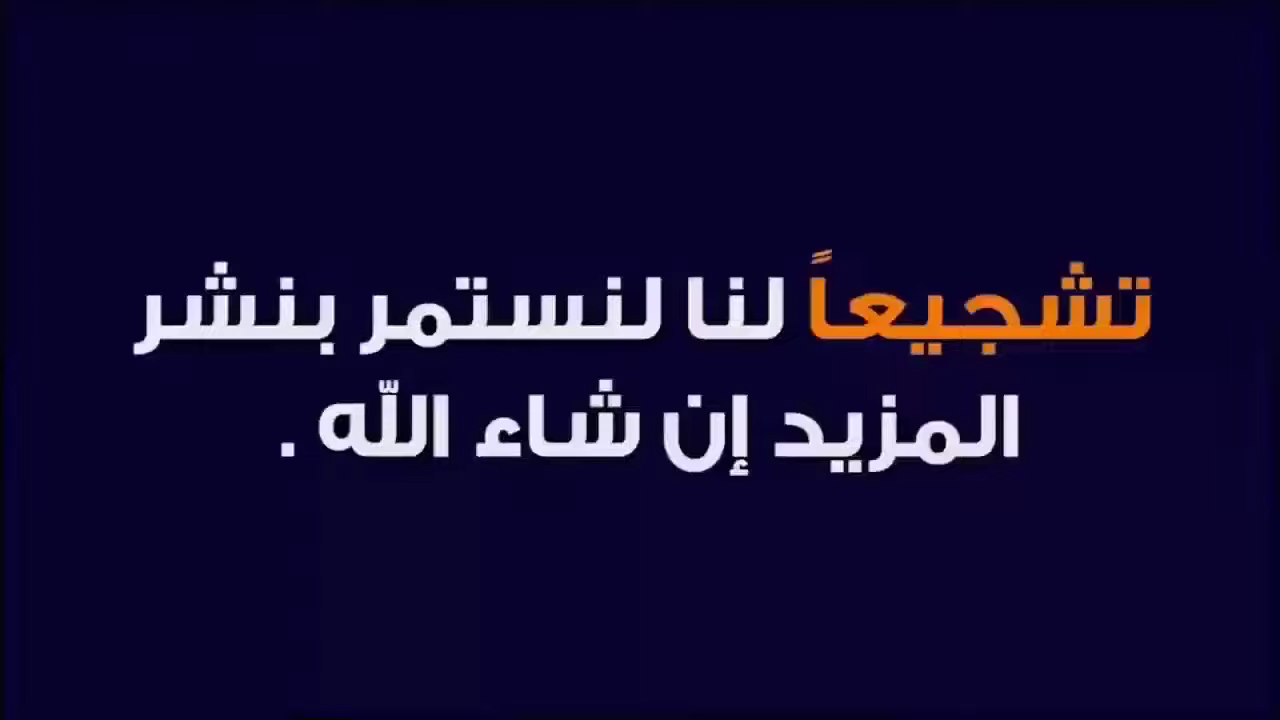 تشجيعاً لنا لنستمر بنشر
المزيد إن شاء اللّه .